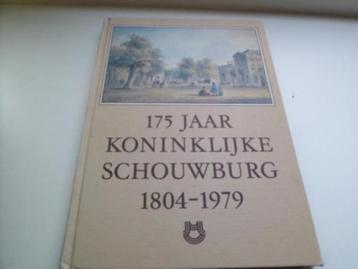 175 JAAR
KONINKLIJKE
SCHOUWBURG
1804-1979